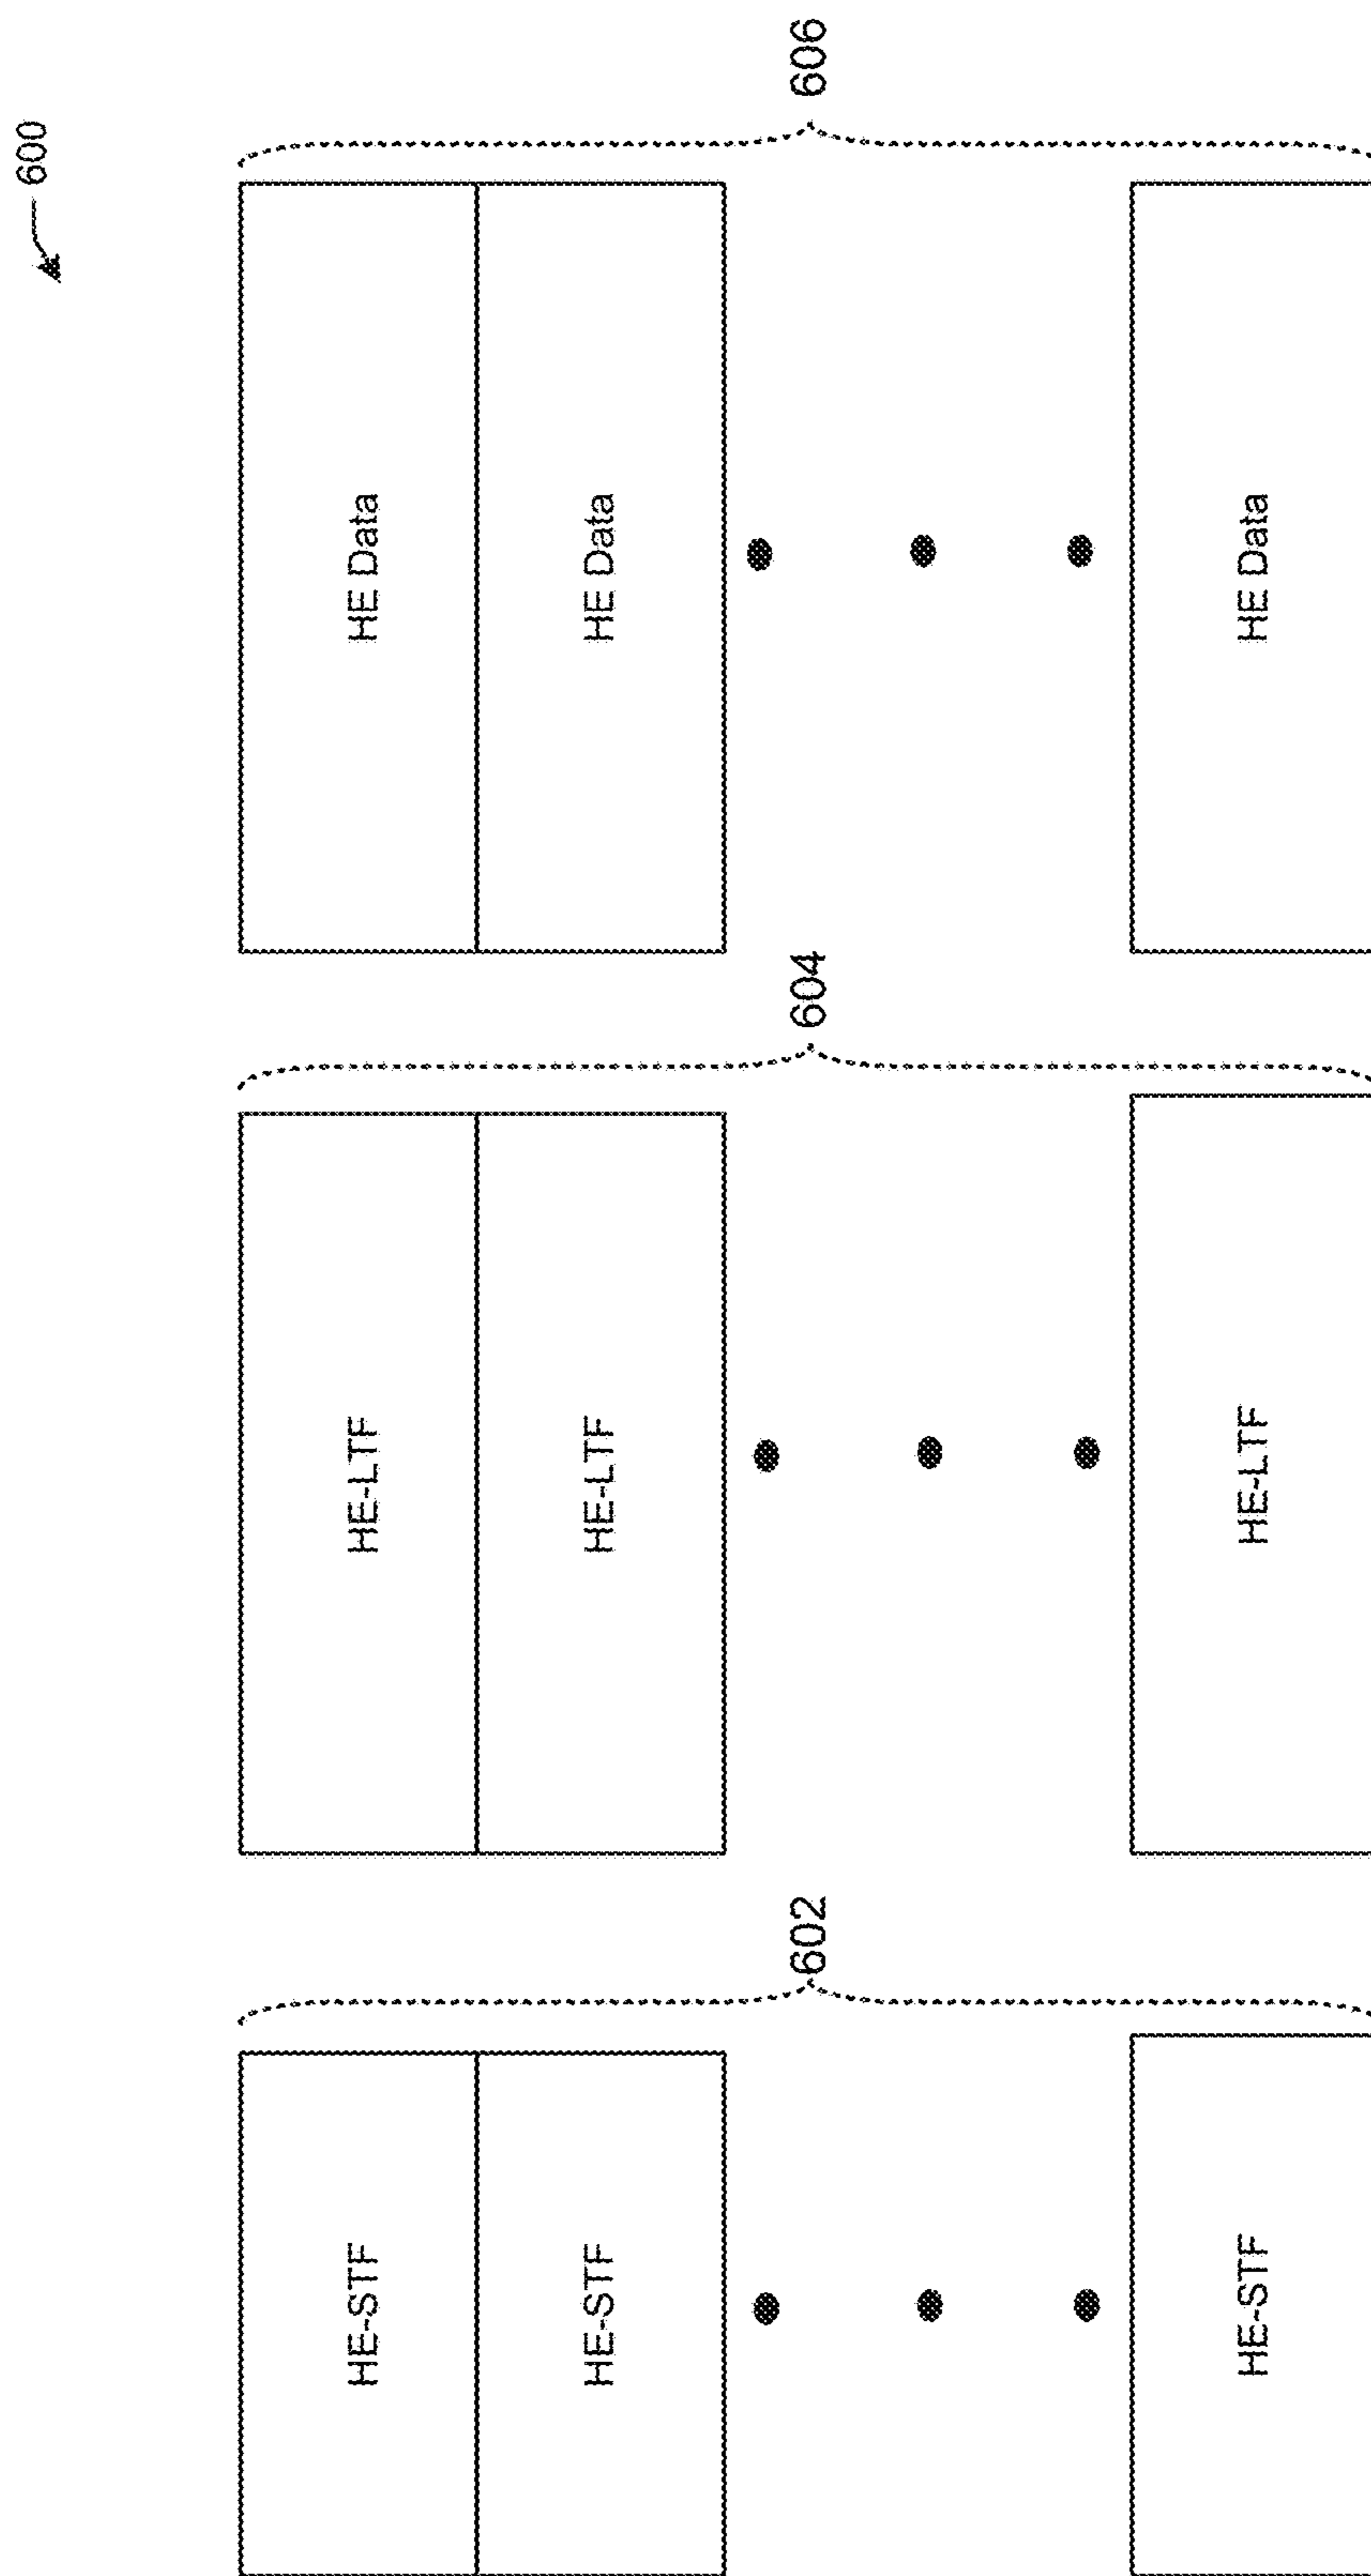 600
HE-STF
HE-STF
HE-STF
602
HE-LTF
HE-LTF
HE-LTF
604
HE Data
HE Data
HE Data
606